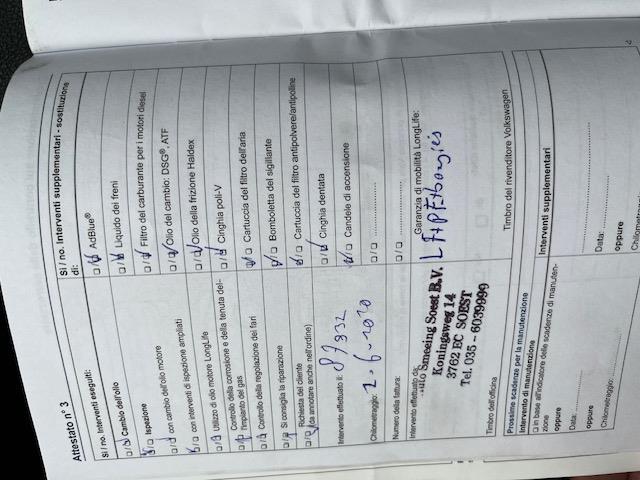 Attestato n° 3
Sì / no. Interventi eseguiti:
Cambio dell'olio
Ispezione
con cambio dell'olio motore
con interventi di ispezione ampliati
Utilizzo di olio motore LongLife
Controllo della corrosione e della tenuta dell'impianto del gas
Controllo della regolazione dei fari
Si consiglia la riparazione
Richiesta del cliente
(da annotare anche nell'ordine)
Intervento effettuato il: 87932
Chilometraggio: 2-6-2020
Numero della fattura:
Intervento effettuato da:
Auto Smeeing Soest B.V.
Koningsweg 14
3762 EC SOEST
Tel. 035 - 6039999
Timbro dell'officina
Sì / no. Interventi supplementari - sostituzione di:
AdBlue®
Liquido dei freni
Filtro del carburante per i motori diesel
Olio del cambio: DSG®, ATF
Olio della frizione Haldex
Cinghia poli-V
Cartuccia del filtro dell'aria
Bomboletta del sigillante
Cartuccia del filtro antipolvere/antipolline
Cinghia dentata
Candele di accensione
Garanzia di mobilità LongLife:
Timbro del rivenditore Volkswagen
Prossime scadenze per la manutenzione
Intervento di manutenzione
in base all'indicatore delle scadenze di manutenzione
oppure
Data:
oppure
Chilometraggio:
Interventi supplementari
Data:
oppure
Chilom